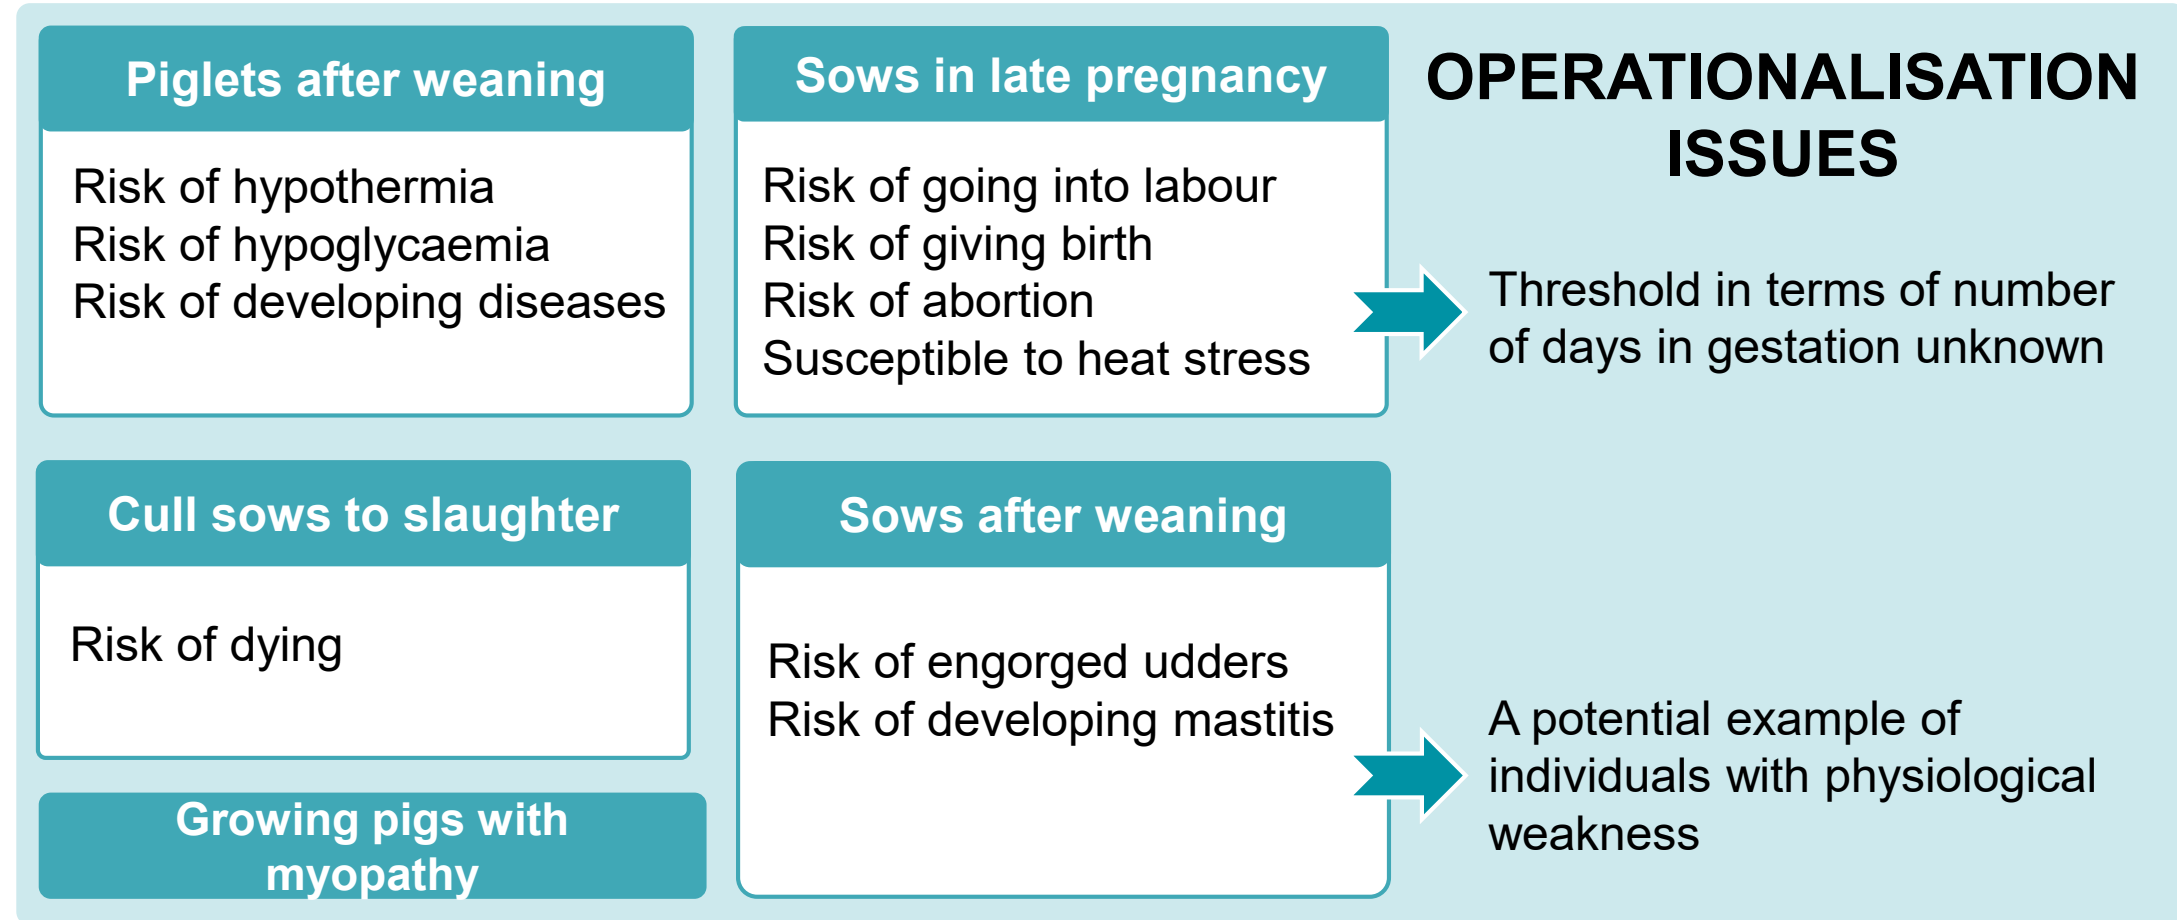 Piglets after weaning
Risk of hypothermia
Risk of hypoglycaemia
Risk of developing diseases
Sows in late pregnancy
Risk of going into labour
Risk of giving birth
Risk of abortion
Susceptible to heat stress
OPERATIONALISATION
ISSUES
Threshold in terms of number
of days in gestation unknown
Cull sows to slaughter
Risk of dying
Growing pigs with
myopathy
Sows after weaning
Risk of engorged udders
Risk of developing mastitis
A potential example of
individuals with physiological
weakness